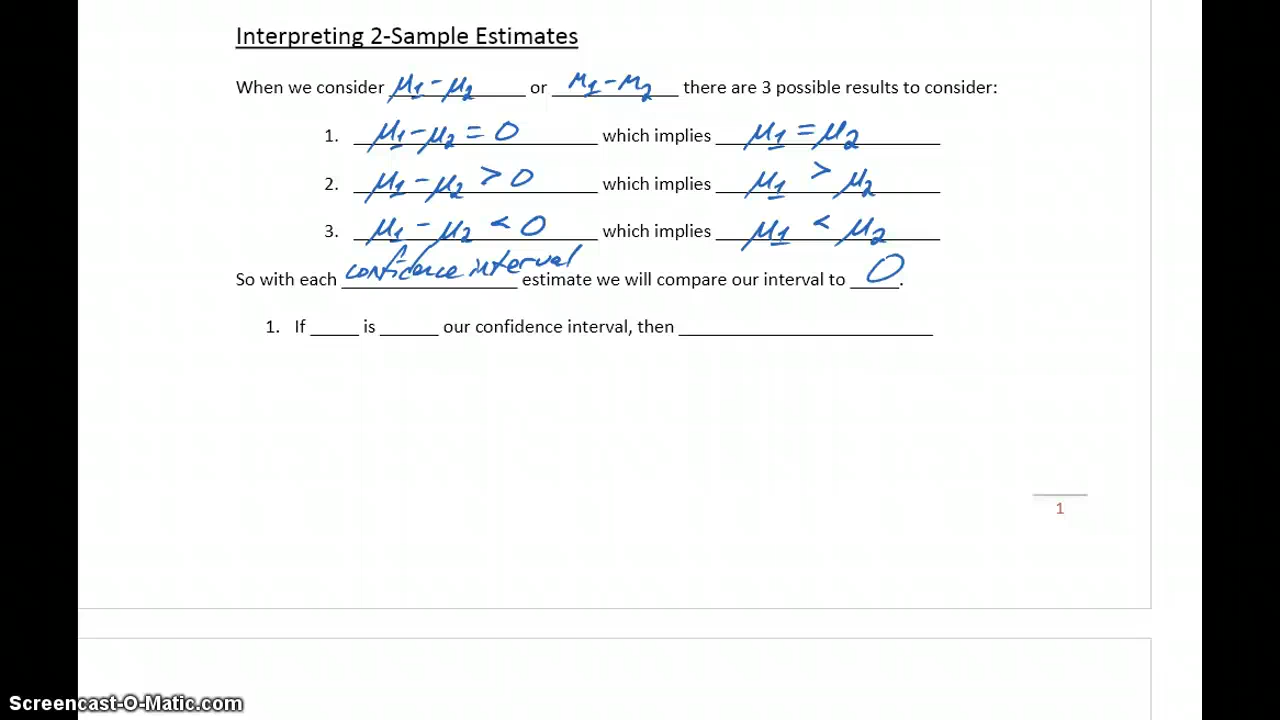 Interpreting 2-Sample Estimates
When we consider μ1 - μ2 or μ1 - μ2 there are 3 possible results to consider:
1. μ1 - μ2 = 0 which implies μ1 = μ2
2. μ1 - μ2 > 0 which implies μ1 > μ2
3. μ1 - μ2 < 0 which implies μ1 < μ2
So with each confidence interval estimate we will compare our interval to 0.
1. If _____ is ______ our confidence interval, then __________________________
1
Screencast-O-Matic.com